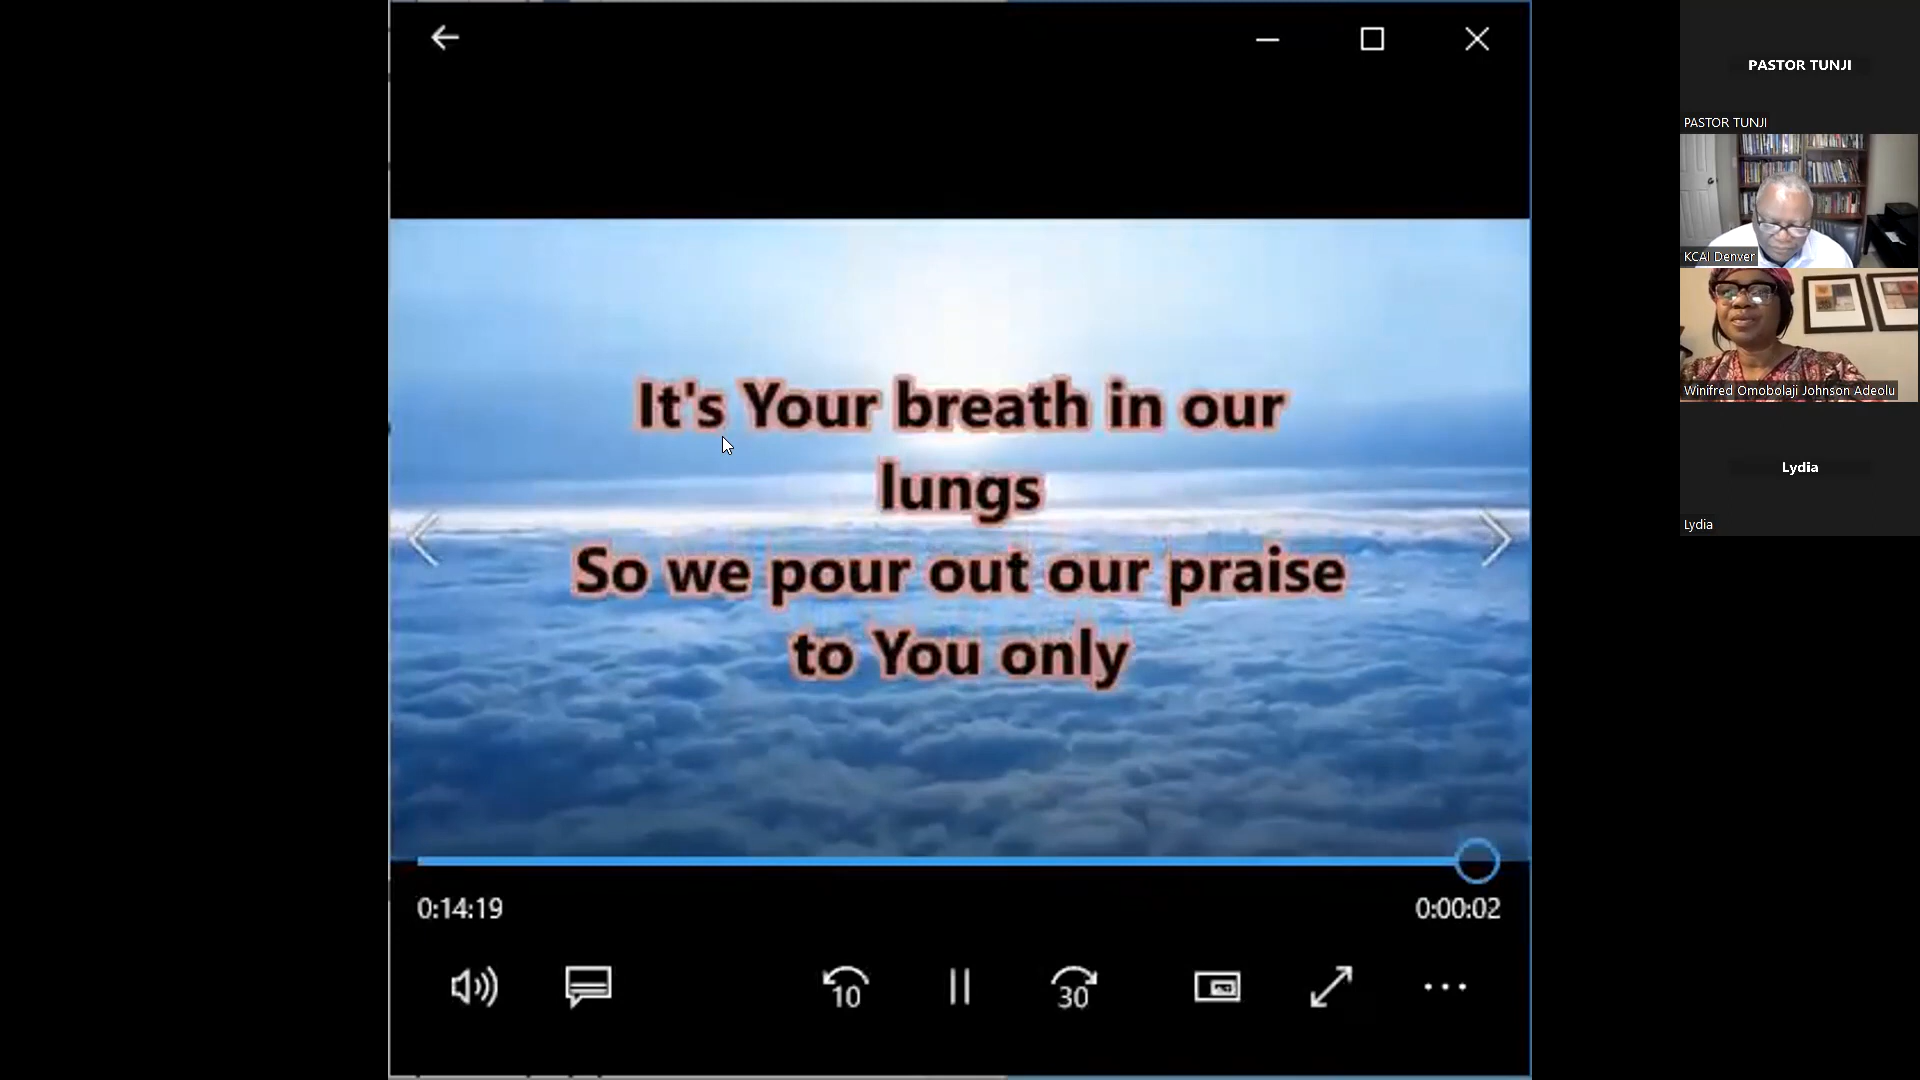 It's Your breath in our
lungs
So we pour out our praise
to You only
0:14:19
0:00:02
10
30
PASTOR TUNJI
PASTOR TUNJI
KCAI Denver
Winifred Omobolaji Johnson Adeolu
Lydia
Lydia